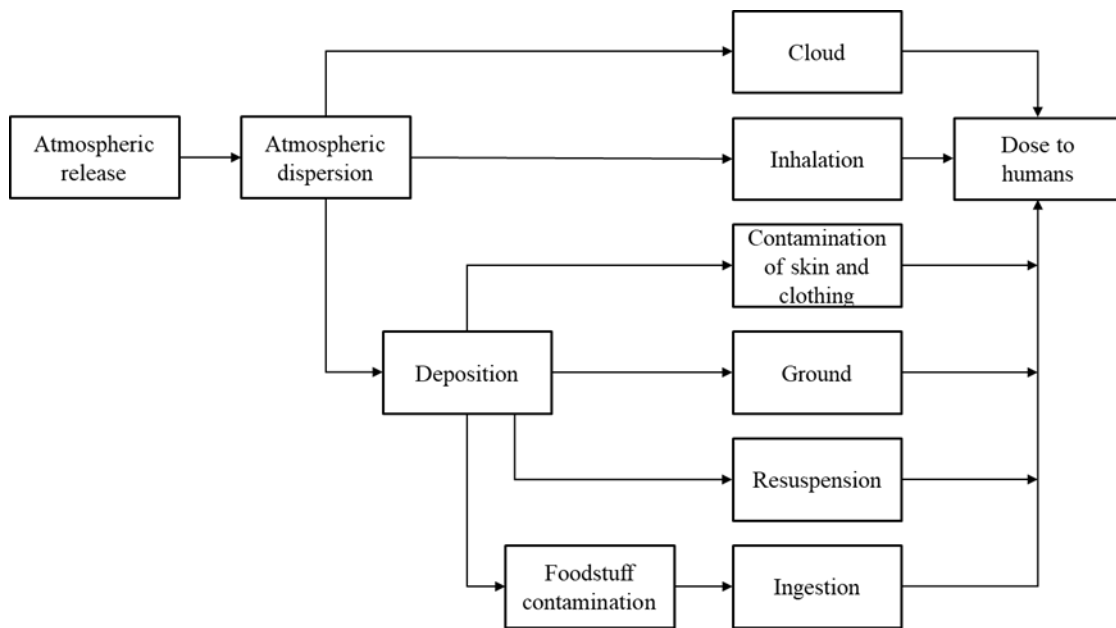 Cloud
Atmospheric
release
Atmospheric
dispersion
Inhalation
Dose to
humans
Contamination
of skin and
clothing
Deposition
Ground
Resuspension
Foodstuff
contamination
Ingestion